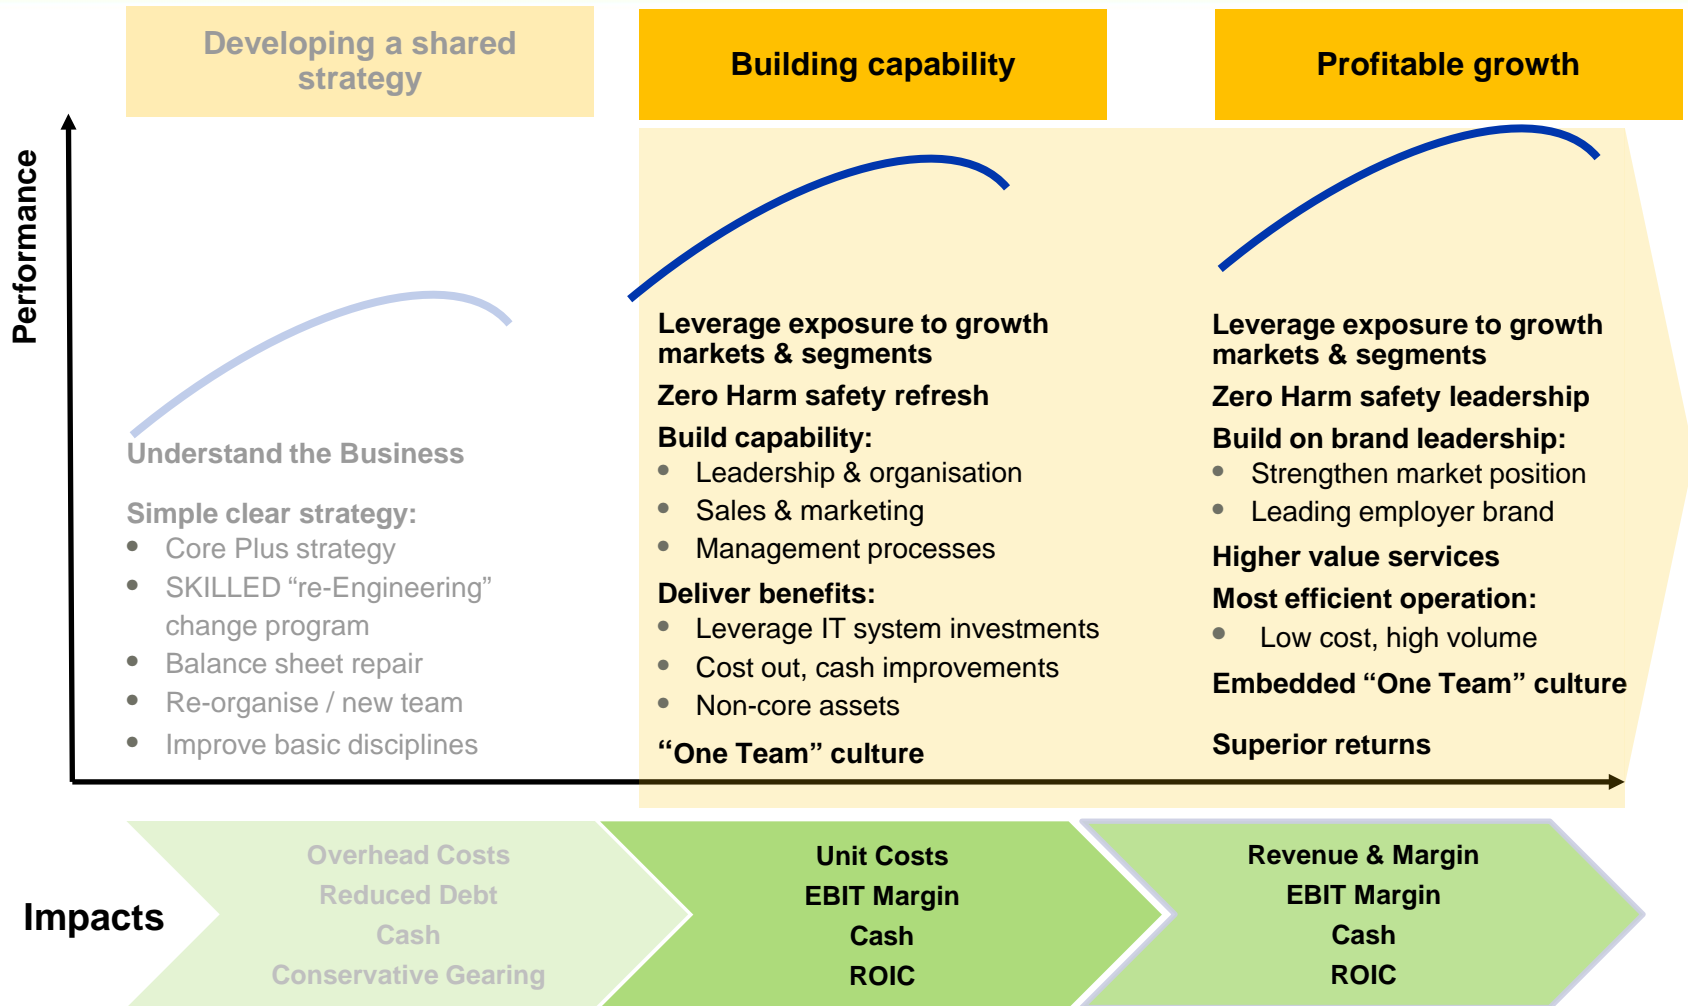 Developing a shared
strategy
Building capability
Profitable growth
Performance
Understand the Business
Simple clear strategy:
• Core Plus strategy
• SKILLED “re-Engineering”
change program
• Balance sheet repair
• Re-organise / new team
• Improve basic disciplines
Leverage exposure to growth
markets & segments
Zero Harm safety refresh
Build capability:
• Leadership & organisation
• Sales & marketing
• Management processes
Deliver benefits:
• Leverage IT system investments
• Cost out, cash improvements
• Non-core assets
“One Team” culture
Leverage exposure to growth
markets & segments
Zero Harm safety leadership
Build on brand leadership:
• Strengthen market position
• Leading employer brand
Higher value services
Most efficient operation:
• Low cost, high volume
Embedded “One Team” culture
Superior returns
Impacts
Overhead Costs
Reduced Debt
Cash
Conservative Gearing
Unit Costs
EBIT Margin
Cash
ROIC
Revenue & Margin
EBIT Margin
Cash
ROIC